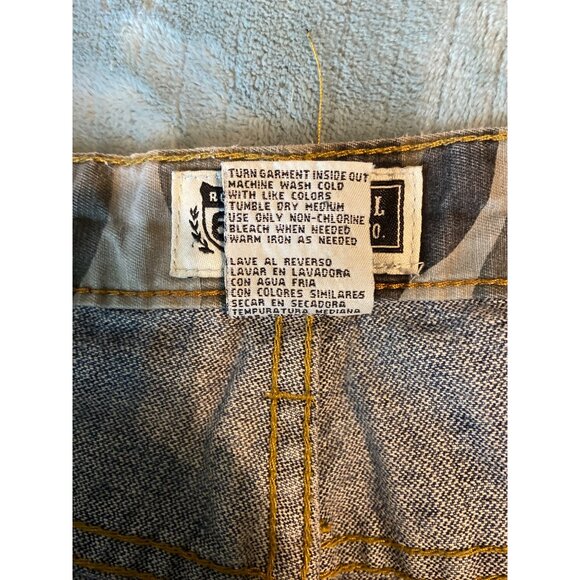 TURN GARMENT INSIDE OUT
MACHINE WASH COLD
WITH LIKE COLORS
TUMBLE DRY MEDIUM
USE ONLY NON-CHLORINE
BLEACH WHEN NEEDED
WARM IRON AS NEEDED
LAVE AL REVERSO
LAVAR EN LAVADORA
CON AGUA FRIA
CON COLORES SIMILARES
SECAR EN SECADORA
TEMPURATURA MEDIANA